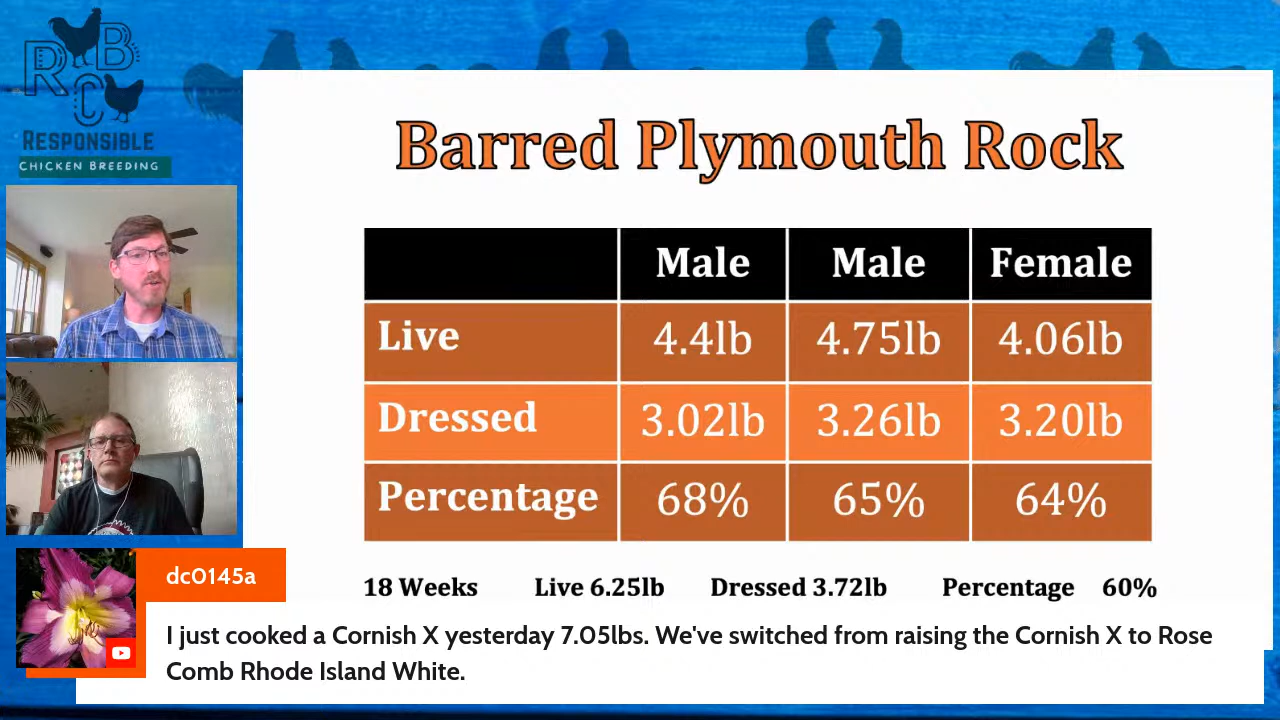 R B C
RESPONSIBLE
CHICKEN BREEDING
Barred Plymouth Rock
Male Male Female
Live 4.4lb 4.75lb 4.06lb
Dressed 3.02lb 3.26lb 3.20lb
Percentage 68% 65% 64%
18 Weeks Live 6.25lb Dressed 3.72lb Percentage 60%
dc0145a
I just cooked a Cornish X yesterday 7.05lbs. We've switched from raising the Cornish X to Rose
Comb Rhode Island White.